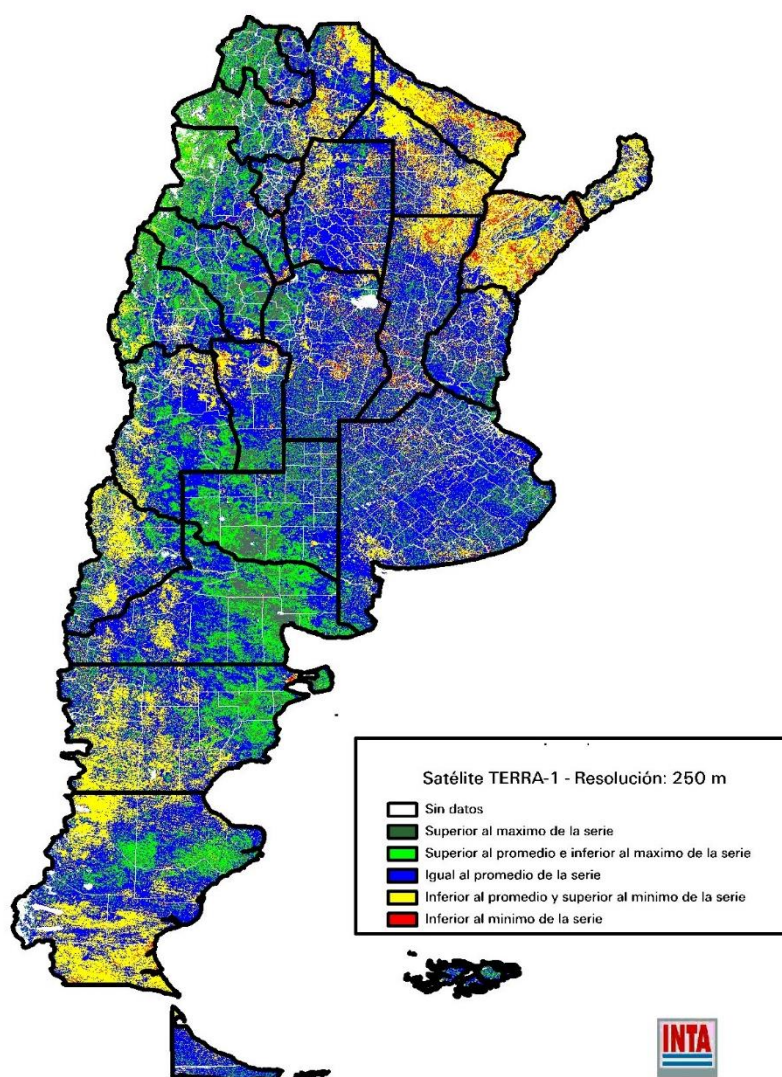 Satélite TERRA-1 - Resolución: 250 m
Sin datos
Superior al maximo de la serie
Superior al promedio e inferior al maximo de la serie
Igual al promedio de la serie
Inferior al promedio y superior al minimo de la serie
Inferior al minimo de la serie
INTA